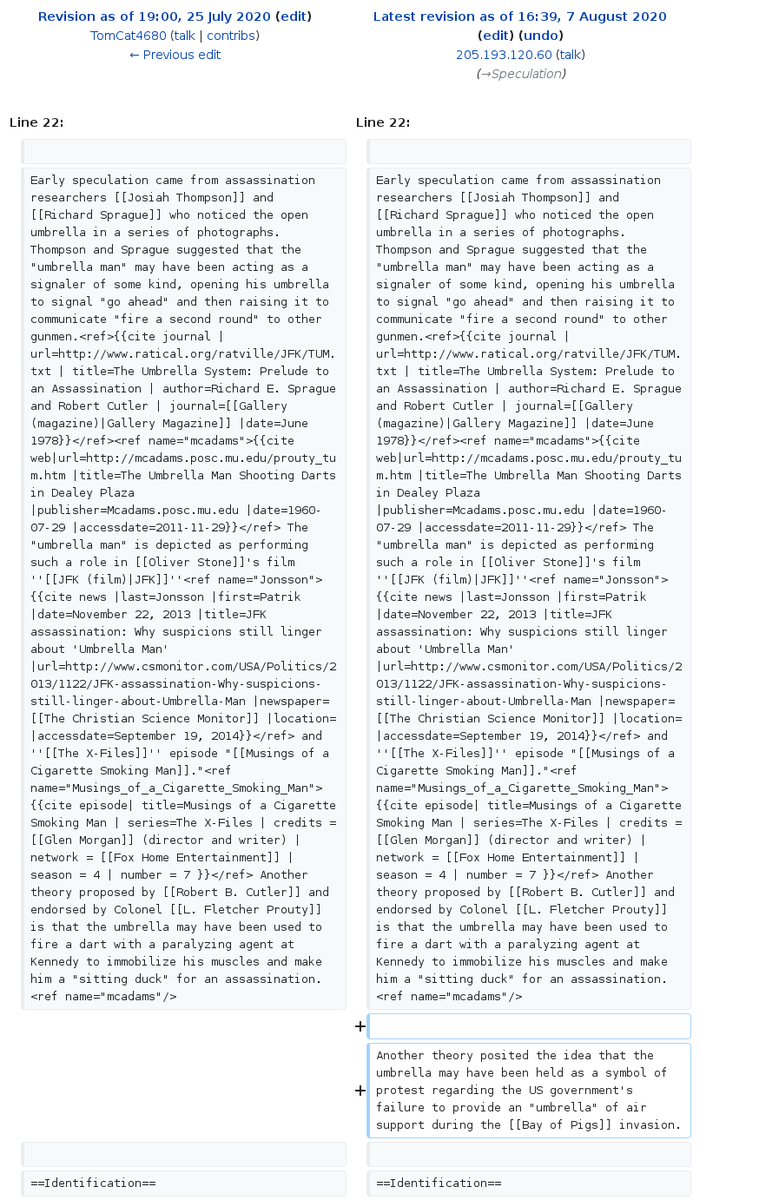 Revision as of 19:00, 25 July 2020 (edit)
TomCat4680 (talk | contribs)
← Previous edit
Latest revision as of 16:39, 7 August 2020
(edit) (undo)
205.193.120.60 (talk)
(→Speculation)
Line 22:
Early speculation came from assassination
researchers [[Josiah Thompson]] and
[[Richard Sprague]] who noticed the open
umbrella in a series of photographs.
Thompson and Sprague suggested that the
"umbrella man" may have been acting as a
signaler of some kind, opening his umbrella
to signal "go ahead" and then raising it to
communicate "fire a second round" to other
gunmen.<ref>{{cite journal |
url=http://www.ratical.org/ratville/JFK/TUM.
txt | title=The Umbrella System: Prelude to
an Assassination | author=Richard E. Sprague
and Robert Cutler | journal=[[Gallery
(magazine)|Gallery Magazine]] |date=June
1978}}</ref><ref name="mcadams">{{cite
web|url=http://mcadams.posc.mu.edu/prouty_tu
m.htm |title=The Umbrella Man Shooting Darts
in Dealey Plaza
|publisher=Mcadams.posc.mu.edu |date=1960-
07-29 |accessdate=2011-11-29}}</ref> The
"umbrella man" is depicted as performing
such a role in [[Oliver Stone]]'s film
''[[JFK (film)|JFK]]''<ref name="Jonsson">
{{cite news |last=Jonsson |first=Patrik
|date=November 22, 2013 |title=JFK
assassination: Why suspicions still linger
about 'Umbrella Man'
|url=http://www.csmonitor.com/USA/Politics/2
013/1122/JFK-assassination-Why-suspicions-
still-linger-about-Umbrella-Man |newspaper=
[[The Christian Science Monitor]] |location=
|accessdate=September 19, 2014}}</ref> and
''[[The X-Files]]'' episode "[[Musings of a
Cigarette Smoking Man]]."<ref
name="Musings_of_a_Cigarette_Smoking_Man">
{{cite episode| title=Musings of a Cigarette
Smoking Man | series=The X-Files | credits =
[[Glen Morgan]] (director and writer) |
network = [[Fox Home Entertainment]] |
season = 4 | number = 7 }}</ref> Another
theory proposed by [[Robert B. Cutler]] and
endorsed by Colonel [[L. Fletcher Prouty]]
is that the umbrella may have been used to
fire a dart with a paralyzing agent at
Kennedy to immobilize his muscles and make
him a "sitting duck" for an assassination.
<ref name="mcadams"/>
==Identification==
Line 22:
Early speculation came from assassination
researchers [[Josiah Thompson]] and
[[Richard Sprague]] who noticed the open
umbrella in a series of photographs.
Thompson and Sprague suggested that the
"umbrella man" may have been acting as a
signaler of some kind, opening his umbrella
to signal "go ahead" and then raising it to
communicate "fire a second round" to other
gunmen.<ref>{{cite journal |
url=http://www.ratical.org/ratville/JFK/TUM.
txt | title=The Umbrella System: Prelude to
an Assassination | author=Richard E. Sprague
and Robert Cutler | journal=[[Gallery
(magazine)|Gallery Magazine]] |date=June
1978}}</ref><ref name="mcadams">{{cite
web|url=http://mcadams.posc.mu.edu/prouty_tu
m.htm |title=The Umbrella Man Shooting Darts
in Dealey Plaza
|publisher=Mcadams.posc.mu.edu |date=1960-
07-29 |accessdate=2011-11-29}}</ref> The
"umbrella man" is depicted as performing
such a role in [[Oliver Stone]]'s film
''[[JFK (film)|JFK]]''<ref name="Jonsson">
{{cite news |last=Jonsson |first=Patrik
|date=November 22, 2013 |title=JFK
assassination: Why suspicions still linger
about 'Umbrella Man'
|url=http://www.csmonitor.com/USA/Politics/2
013/1122/JFK-assassination-Why-suspicions-
still-linger-about-Umbrella-Man |newspaper=
[[The Christian Science Monitor]] |location=
|accessdate=September 19, 2014}}</ref> and
''[[The X-Files]]'' episode "[[Musings of a
Cigarette Smoking Man]]."<ref
name="Musings_of_a_Cigarette_Smoking_Man">
{{cite episode| title=Musings of a Cigarette
Smoking Man | series=The X-Files | credits =
[[Glen Morgan]] (director and writer) |
network = [[Fox Home Entertainment]] |
season = 4 | number = 7 }}</ref> Another
theory proposed by [[Robert B. Cutler]] and
endorsed by Colonel [[L. Fletcher Prouty]]
is that the umbrella may have been used to
fire a dart with a paralyzing agent at
Kennedy to immobilize his muscles and make
him a "sitting duck" for an assassination.
<ref name="mcadams"/>
+
+
Another theory posited the idea that the
umbrella may have been held as a symbol of
protest regarding the US government's
failure to provide an "umbrella" of air
support during the [[Bay of Pigs]] invasion.
==Identification==